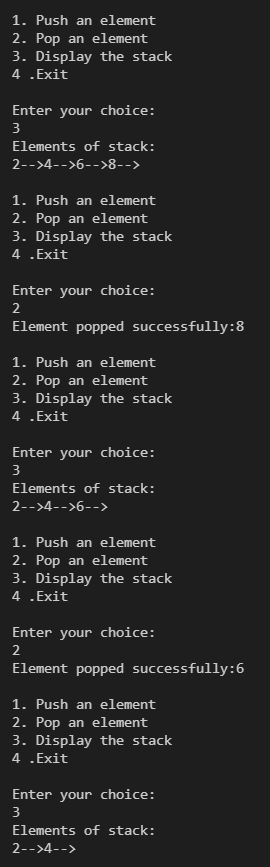 1. Push an element
2. Pop an element
3. Display the stack
4 .Exit
Enter your choice:
3
Elements of stack:
2-->4-->6-->8-->
1. Push an element
2. Pop an element
3. Display the stack
4 .Exit
Enter your choice:
2
Element popped successfully:8
1. Push an element
2. Pop an element
3. Display the stack
4 .Exit
Enter your choice:
3
Elements of stack:
2-->4-->6-->
1. Push an element
2. Pop an element
3. Display the stack
4 .Exit
Enter your choice:
2
Element popped successfully:6
1. Push an element
2. Pop an element
3. Display the stack
4 .Exit
Enter your choice:
3
Elements of stack:
2-->4-->